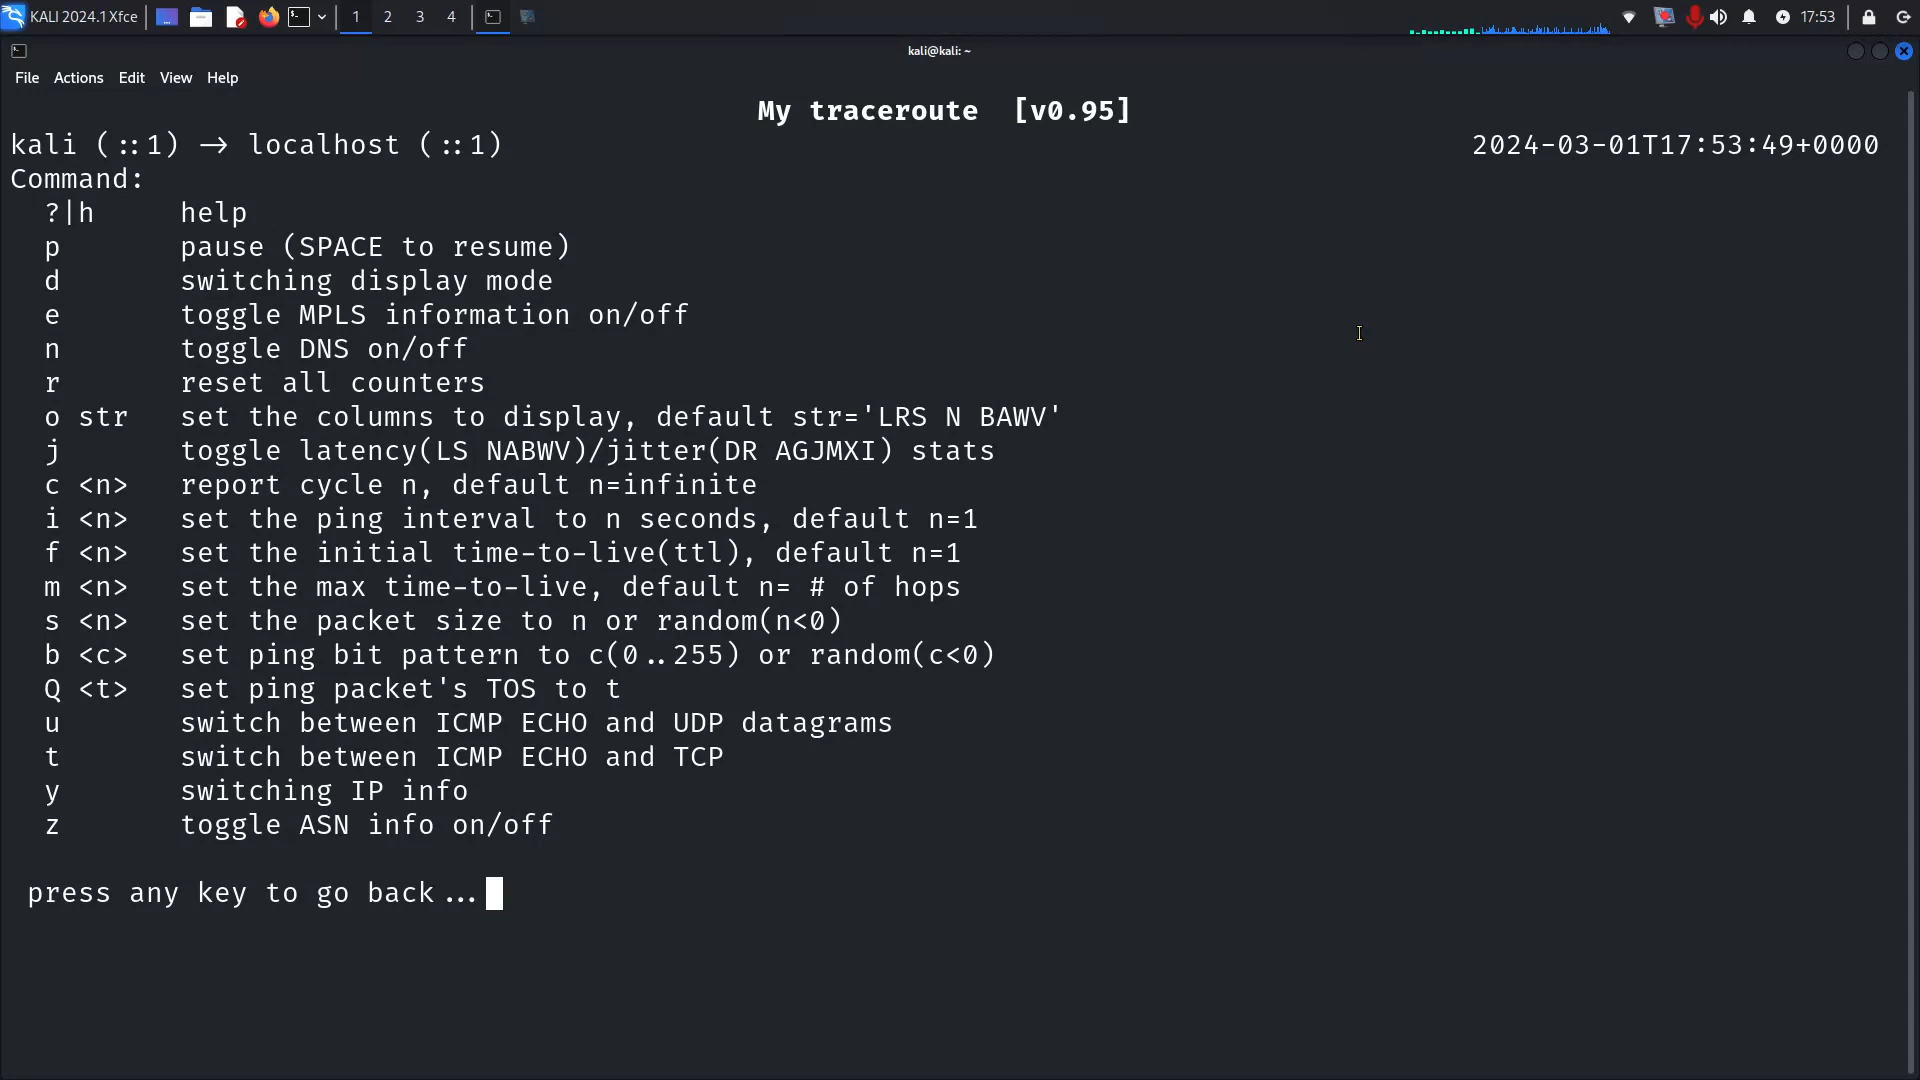 KALI 2024.1 Xfce 1 2 3 4 17:53
kali@kali: ~
File Actions Edit View Help
My traceroute [v0.95]
kali (::1) -> localhost (::1) 2024-03-01T17:53:49+0000
Command:
?|h help
p pause (SPACE to resume)
d switching display mode
e toggle MPLS information on/off
n toggle DNS on/off
r reset all counters
o str set the columns to display, default str='LRS N BAWV'
j toggle latency(LS NABWV)/jitter(DR AGJMXI) stats
c <n> report cycle n, default n=infinite
i <n> set the ping interval to n seconds, default n=1
f <n> set the initial time-to-live(ttl), default n=1
m <n> set the max time-to-live, default n= # of hops
s <n> set the packet size to n or random(n<0)
b <c> set ping bit pattern to c(0..255) or random(c<0)
Q <t> set ping packet's TOS to t
u switch between ICMP ECHO and UDP datagrams
t switch between ICMP ECHO and TCP
y switching IP info
z toggle ASN info on/off
press any key to go back...